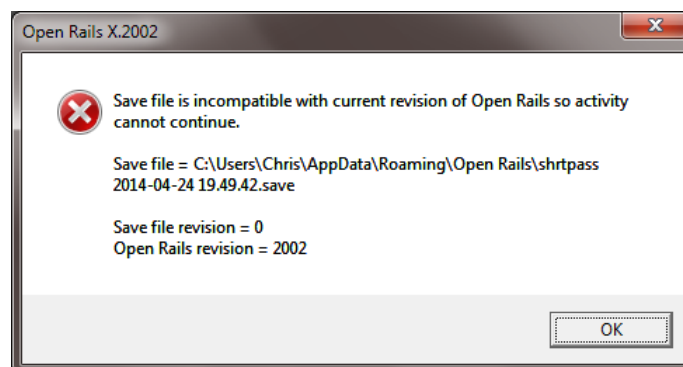 Open Rails X.2002
Save file is incompatible with current revision of Open Rails so activity
cannot continue.
Save file = C:\Users\Chris\AppData\Roaming\Open Rails\shrtpass
2014-04-24 19.49.42.save
Save file revision = 0
Open Rails revision = 2002
OK